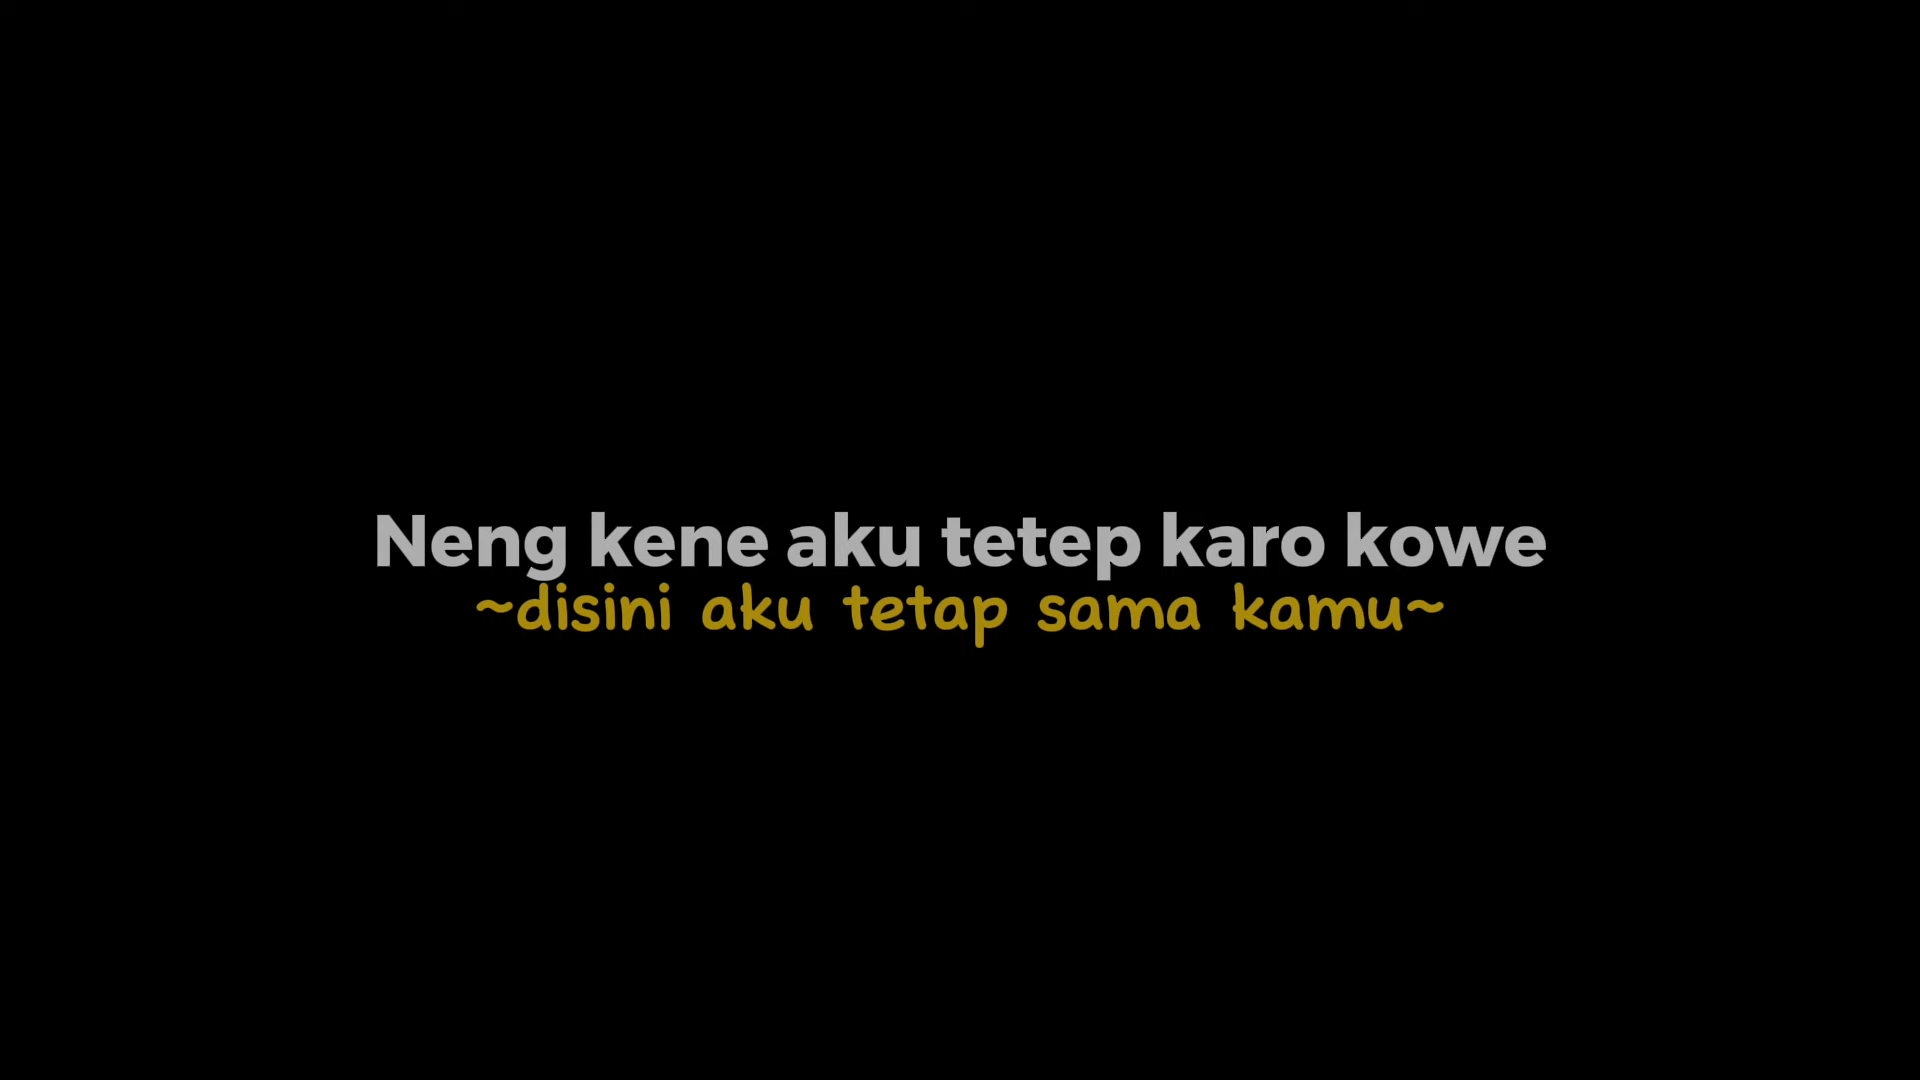 Neng kene aku tetep karo kowe
~disini aku tetap sama kamu~